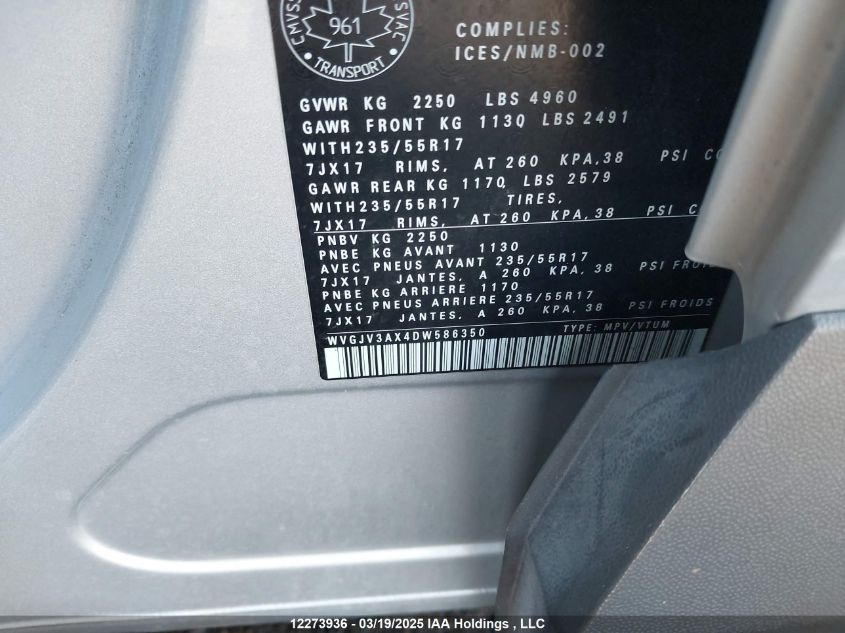 CMVSS
SVAC
961
TRANSPORT
COMPLIES:
ICES/NMB-002
GVWR KG 2250 LBS 4960
GAWR FRONT KG 1130 LBS 2491
WITH235/55R17
7JX17 RIMS, AT 260 KPA,38 PSI CO
GAWR REAR KG 1170 LBS 2579
WITH235/55R17 TIRES,
7JX17 RIMS, AT 260 KPA,38 PSI C
PNBV KG 2250
PNBE KG AVANT 1130
AVEC PNEUS AVANT 235/55R17
7JX17 JANTES, A 260 KPA, 38 PSI FROID
PNBE KG ARRIERE 1170
AVEC PNEUS ARRIERE 235/55R17
7JX17 JANTES, A 260 KPA, 38 PSI FROIDS
WVGJV3AX4DW586350 TYPE: MPV/VTUM
12273936 - 03/19/2025 IAA Holdings , LLC